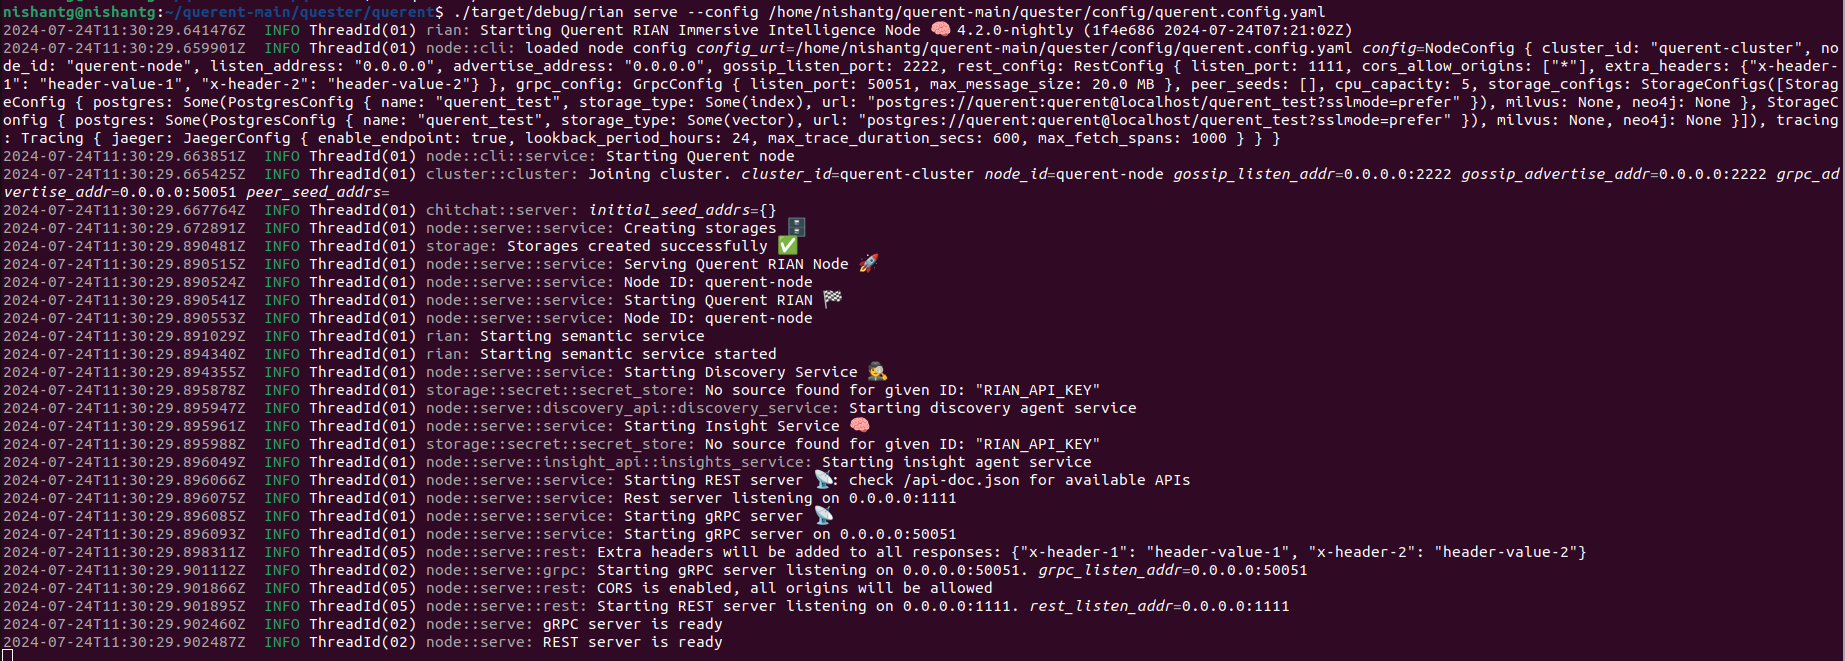 nishantg@nishantg:~/querent-main/quester/querent$ ./target/debug/rian serve --config /home/nishantg/querent-main/quester/config/querent.config.yaml
2024-07-24T11:30:29.641476Z  INFO ThreadId(01) rian: Starting Querent RIAN Immersive Intelligence Node 🧠 4.2.0-nightly (1f4e686 2024-07-24T07:21:02Z)
2024-07-24T11:30:29.659901Z  INFO ThreadId(01) node::cli: loaded node config config_uri=/home/nishantg/querent-main/quester/config/querent.config.yaml config=NodeConfig { cluster_id: "querent-cluster", no
de_id: "querent-node", listen_address: "0.0.0.0", advertise_address: "0.0.0.0", gossip_listen_port: 2222, rest_config: RestConfig { listen_port: 1111, cors_allow_origins: ["*"], extra_headers: {"x-header-
1": "header-value-1", "x-header-2": "header-value-2"} }, grpc_config: GrpcConfig { listen_port: 50051, max_message_size: 20.0 MB }, peer_seeds: [], cpu_capacity: 5, storage_configs: StorageConfigs([Storag
eConfig { postgres: Some(PostgresConfig { name: "querent_test", storage_type: Some(index), url: "postgres://querent:querent@localhost/querent_test?sslmode=prefer" }), milvus: None, neo4j: None }, StorageC
onfig { postgres: Some(PostgresConfig { name: "querent_test", storage_type: Some(vector), url: "postgres://querent:querent@localhost/querent_test?sslmode=prefer" }), milvus: None, neo4j: None }]), tracing
: Tracing { jaeger: JaegerConfig { enable_endpoint: true, lookback_period_hours: 24, max_trace_duration_secs: 600, max_fetch_spans: 1000 } } }
2024-07-24T11:30:29.663851Z  INFO ThreadId(01) node::cli::service: Starting Querent node
2024-07-24T11:30:29.665425Z  INFO ThreadId(01) cluster::cluster: Joining cluster. cluster_id=querent-cluster node_id=querent-node gossip_listen_addr=0.0.0.0:2222 gossip_advertise_addr=0.0.0.0:2222 grpc_ad
vertise_addr=0.0.0.0:50051 peer_seed_addrs=
2024-07-24T11:30:29.667764Z  INFO ThreadId(01) chitchat::server: initial_seed_addrs={}
2024-07-24T11:30:29.672891Z  INFO ThreadId(01) node::serve::service: Creating storages 🗄️
2024-07-24T11:30:29.890481Z  INFO ThreadId(01) storage: Storages created successfully ✅
2024-07-24T11:30:29.890515Z  INFO ThreadId(01) node::serve::service: Serving Querent RIAN Node 🚀
2024-07-24T11:30:29.890524Z  INFO ThreadId(01) node::serve::service: Node ID: querent-node
2024-07-24T11:30:29.890541Z  INFO ThreadId(01) node::serve::service: Starting Querent RIAN 🏁
2024-07-24T11:30:29.890553Z  INFO ThreadId(01) node::serve::service: Node ID: querent-node
2024-07-24T11:30:29.891029Z  INFO ThreadId(01) rian: Starting semantic service
2024-07-24T11:30:29.894340Z  INFO ThreadId(01) rian: Starting semantic service started
2024-07-24T11:30:29.894355Z  INFO ThreadId(01) node::serve::service: Starting Discovery Service 🕵️
2024-07-24T11:30:29.895878Z  INFO ThreadId(01) storage::secret::secret_store: No source found for given ID: "RIAN_API_KEY"
2024-07-24T11:30:29.895947Z  INFO ThreadId(01) node::serve::discovery_api::discovery_service: Starting discovery agent service
2024-07-24T11:30:29.895961Z  INFO ThreadId(01) node::serve::service: Starting Insight Service 🧠
2024-07-24T11:30:29.895988Z  INFO ThreadId(01) storage::secret::secret_store: No source found for given ID: "RIAN_API_KEY"
2024-07-24T11:30:29.896049Z  INFO ThreadId(01) node::serve::insight_api::insights_service: Starting insight agent service
2024-07-24T11:30:29.896066Z  INFO ThreadId(01) node::serve::service: Starting REST server 📡: check /api-doc.json for available APIs
2024-07-24T11:30:29.896075Z  INFO ThreadId(01) node::serve::service: Rest server listening on 0.0.0.0:1111
2024-07-24T11:30:29.896085Z  INFO ThreadId(01) node::serve::service: Starting gRPC server 📡
2024-07-24T11:30:29.896093Z  INFO ThreadId(01) node::serve::service: Starting gRPC server on 0.0.0.0:50051
2024-07-24T11:30:29.898311Z  INFO ThreadId(05) node::serve::rest: Extra headers will be added to all responses: {"x-header-1": "header-value-1", "x-header-2": "header-value-2"}
2024-07-24T11:30:29.901112Z  INFO ThreadId(02) node::serve::grpc: Starting gRPC server listening on 0.0.0.0:50051. grpc_listen_addr=0.0.0.0:50051
2024-07-24T11:30:29.901866Z  INFO ThreadId(05) node::serve::rest: CORS is enabled, all origins will be allowed
2024-07-24T11:30:29.901895Z  INFO ThreadId(05) node::serve::rest: Starting REST server listening on 0.0.0.0:1111. rest_listen_addr=0.0.0.0:1111
2024-07-24T11:30:29.902460Z  INFO ThreadId(02) node::serve: gRPC server is ready
2024-07-24T11:30:29.902487Z  INFO ThreadId(02) node::serve: REST server is ready